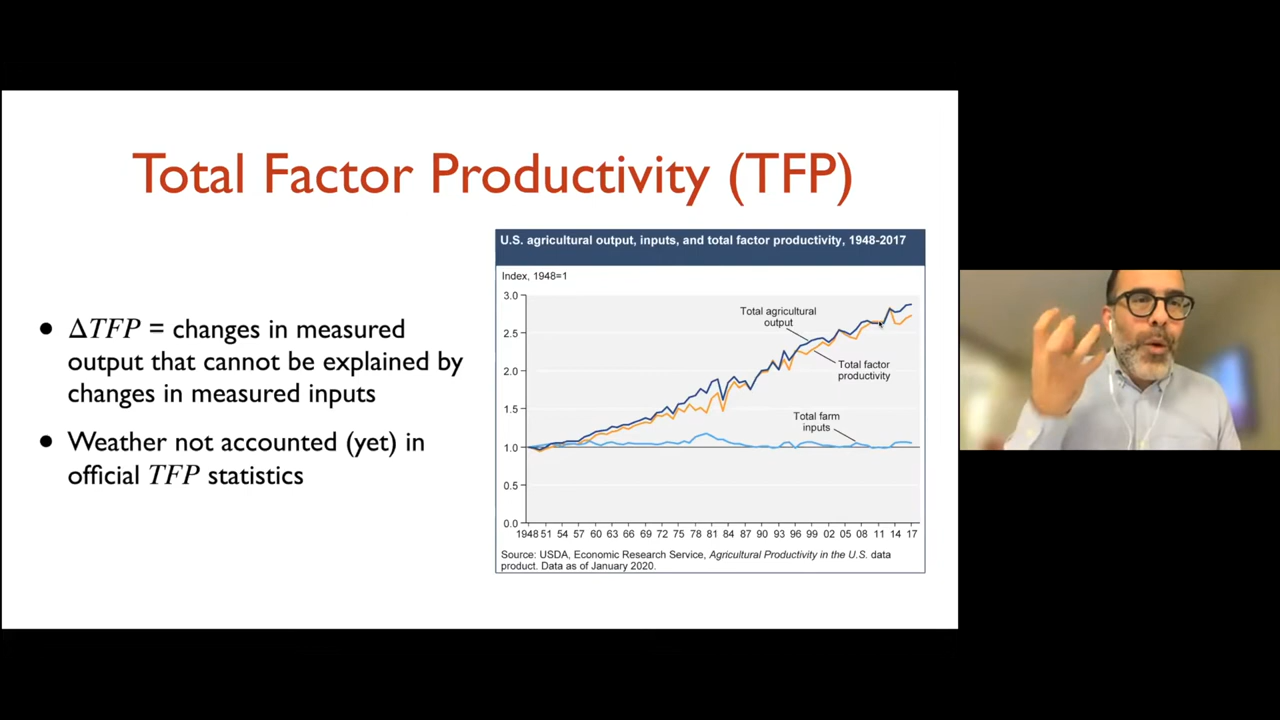 Total Factor Productivity (TFP)
• ΔTFP = changes in measured
output that cannot be explained by
changes in measured inputs
• Weather not accounted (yet) in
official TFP statistics
U.S. agricultural output, inputs, and total factor productivity, 1948-2017
Index, 1948=1
3.0
2.5
2.0
1.5
1.0
0.5
0.0
Total agricultural
output
Total factor
productivity
Total farm
inputs
1948 51 54 57 60 63 66 69 72 75 78 81 84 87 90 93 96 99 02 05 08 11 14 17
Source: USDA, Economic Research Service, Agricultural Productivity in the U.S. data
product. Data as of January 2020.